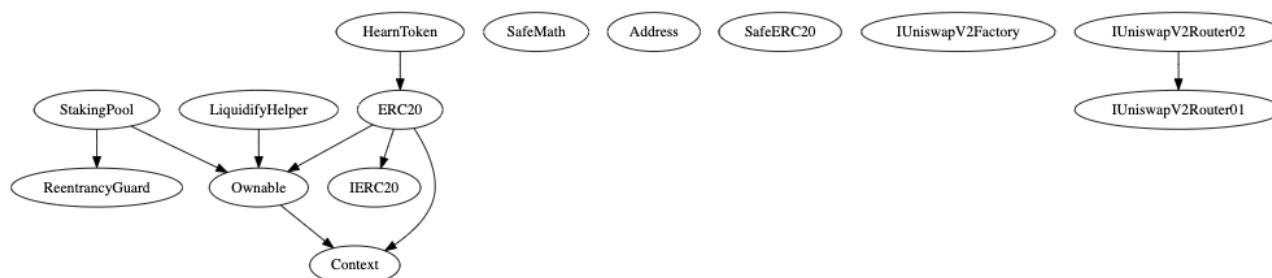 HearnToken
SafeMath
Address
SafeERC20
IUniswapV2Factory
IUniswapV2Router02
StakingPool
LiquidifyHelper
ERC20
IUniswapV2Router01
ReentrancyGuard
Ownable
IERC20
Context